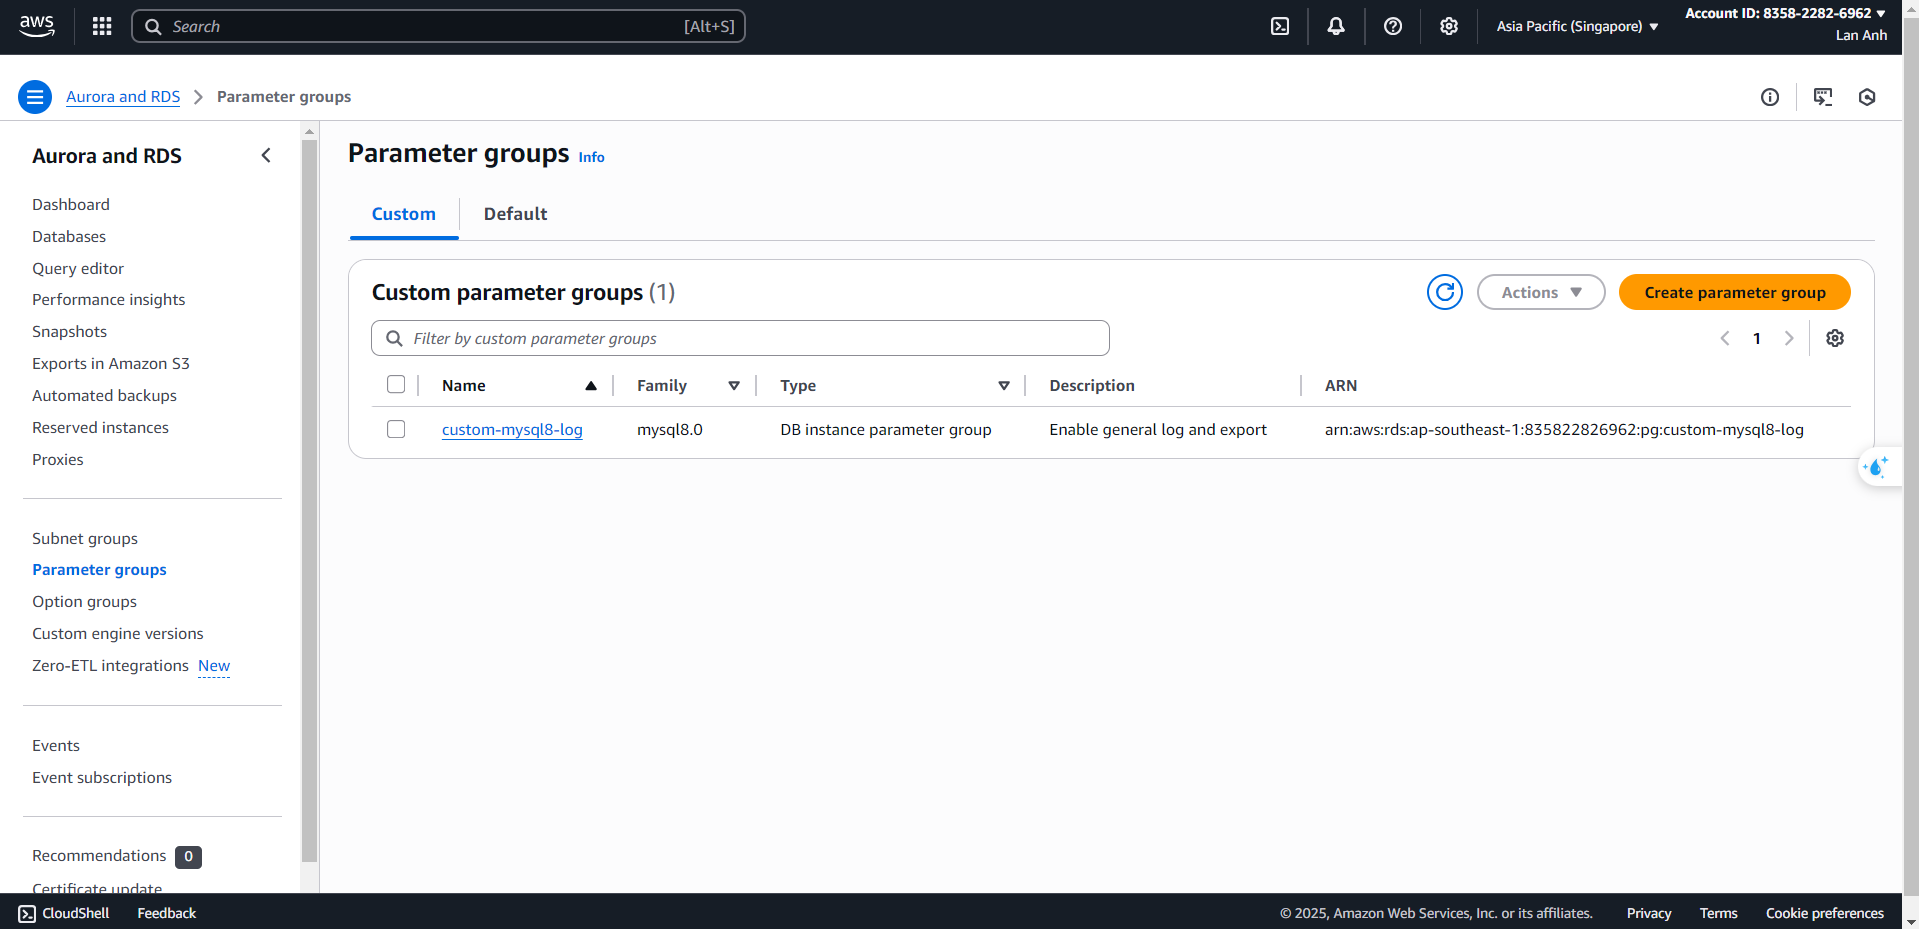 aws
Search [Alt+S]
Asia Pacific (Singapore)
Account ID: 8358-2282-6962
Lan Anh
Aurora and RDS
Parameter groups
Aurora and RDS
Dashboard
Databases
Query editor
Performance insights
Snapshots
Exports in Amazon S3
Automated backups
Reserved instances
Proxies
Subnet groups
Parameter groups
Option groups
Custom engine versions
Zero-ETL integrations New
Events
Event subscriptions
Recommendations 0
Certificate update
Parameter groups Info
Custom Default
Custom parameter groups (1)
Actions
Create parameter group
Filter by custom parameter groups
1
Name Family Type Description ARN
custom-mysql8-log mysql8.0 DB instance parameter group Enable general log and export arn:aws:rds:ap-southeast-1:835822826962:pg:custom-mysql8-log
CloudShell Feedback
© 2025, Amazon Web Services, Inc. or its affiliates. Privacy Terms Cookie preferences